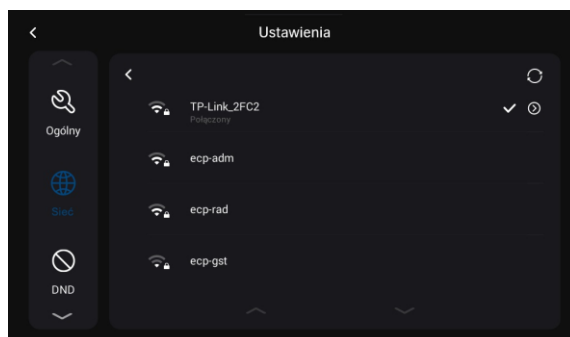 Ustawienia
Ogólny
Sieć
DND
TP-Link_2FC2
Połączony
ecp-adm
ecp-rad
ecp-gst